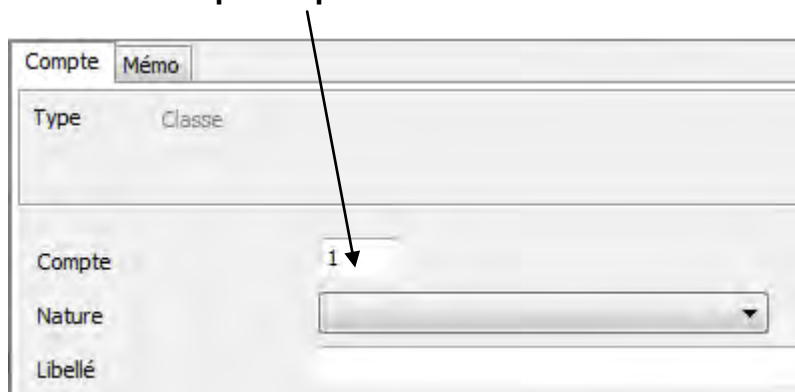 Compte Mémo
Type Classe
Compte 1
Nature
Libellé